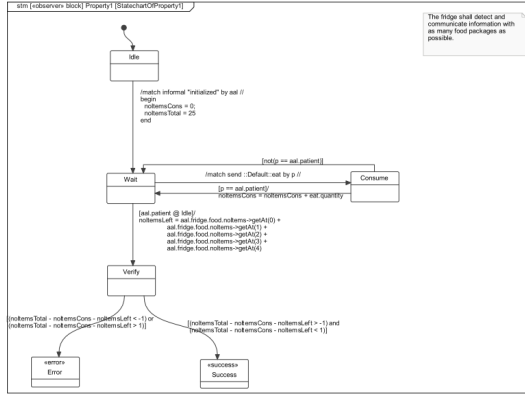 stm [«observer» block] Property1 [StatechartOfProperty1]
The fridge shall detect and
communicate information with
as many food packages as
possible.
Idle
/match informal "initialized" by aal //
begin
noItemsCons = 0;
noItemsTotal = 25
end
[not(p == aal.patient)]
/match send ::Default::eat by p //
Wait
Consume
[p == aal.patient]/
noItemsCons = noItemsCons + eat.quantity
[aal.patient @ Idle]/
noItemsLeft = aal.fridge.food.noItems->getAt(0) +
aal.fridge.food.noItems->getAt(1) +
aal.fridge.food.noItems->getAt(2) +
aal.fridge.food.noItems->getAt(3) +
aal.fridge.food.noItems->getAt(4)
Verify
[(noItemsTotal - noItemsCons - noItemsLeft < -1) or
(noItemsTotal - noItemsCons - noItemsLeft > 1)]
[(noItemsTotal - noItemsCons - noItemsLeft > -1) and
(noItemsTotal - noItemsCons - noItemsLeft < 1)]
«error»
Error
«success»
Success